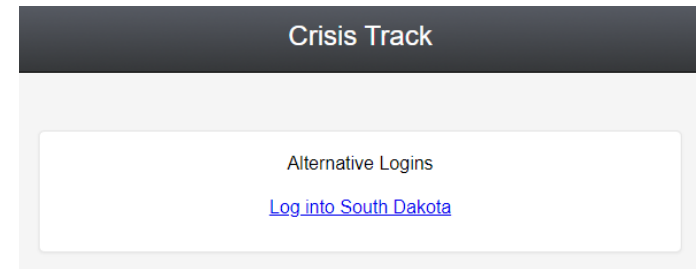 Crisis Track
Alternative Logins
Log into South Dakota